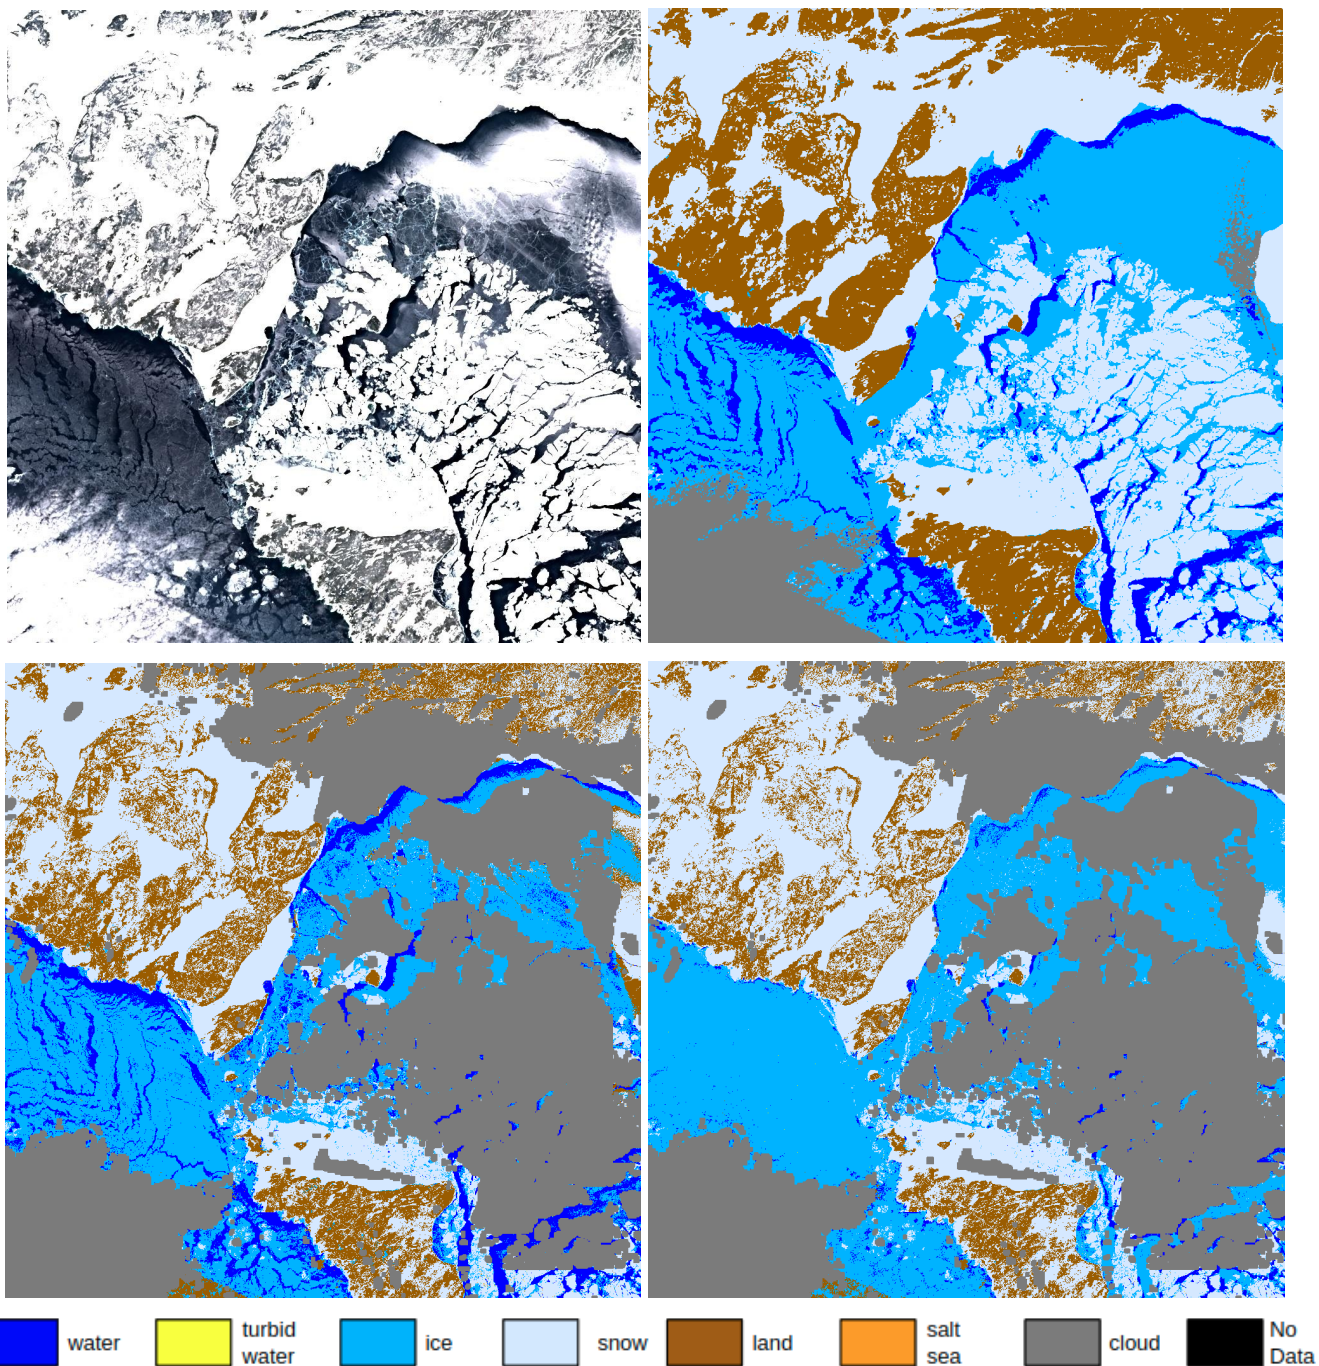 water
turbid
water
ice
snow
land
salt
sea
cloud
No
Data